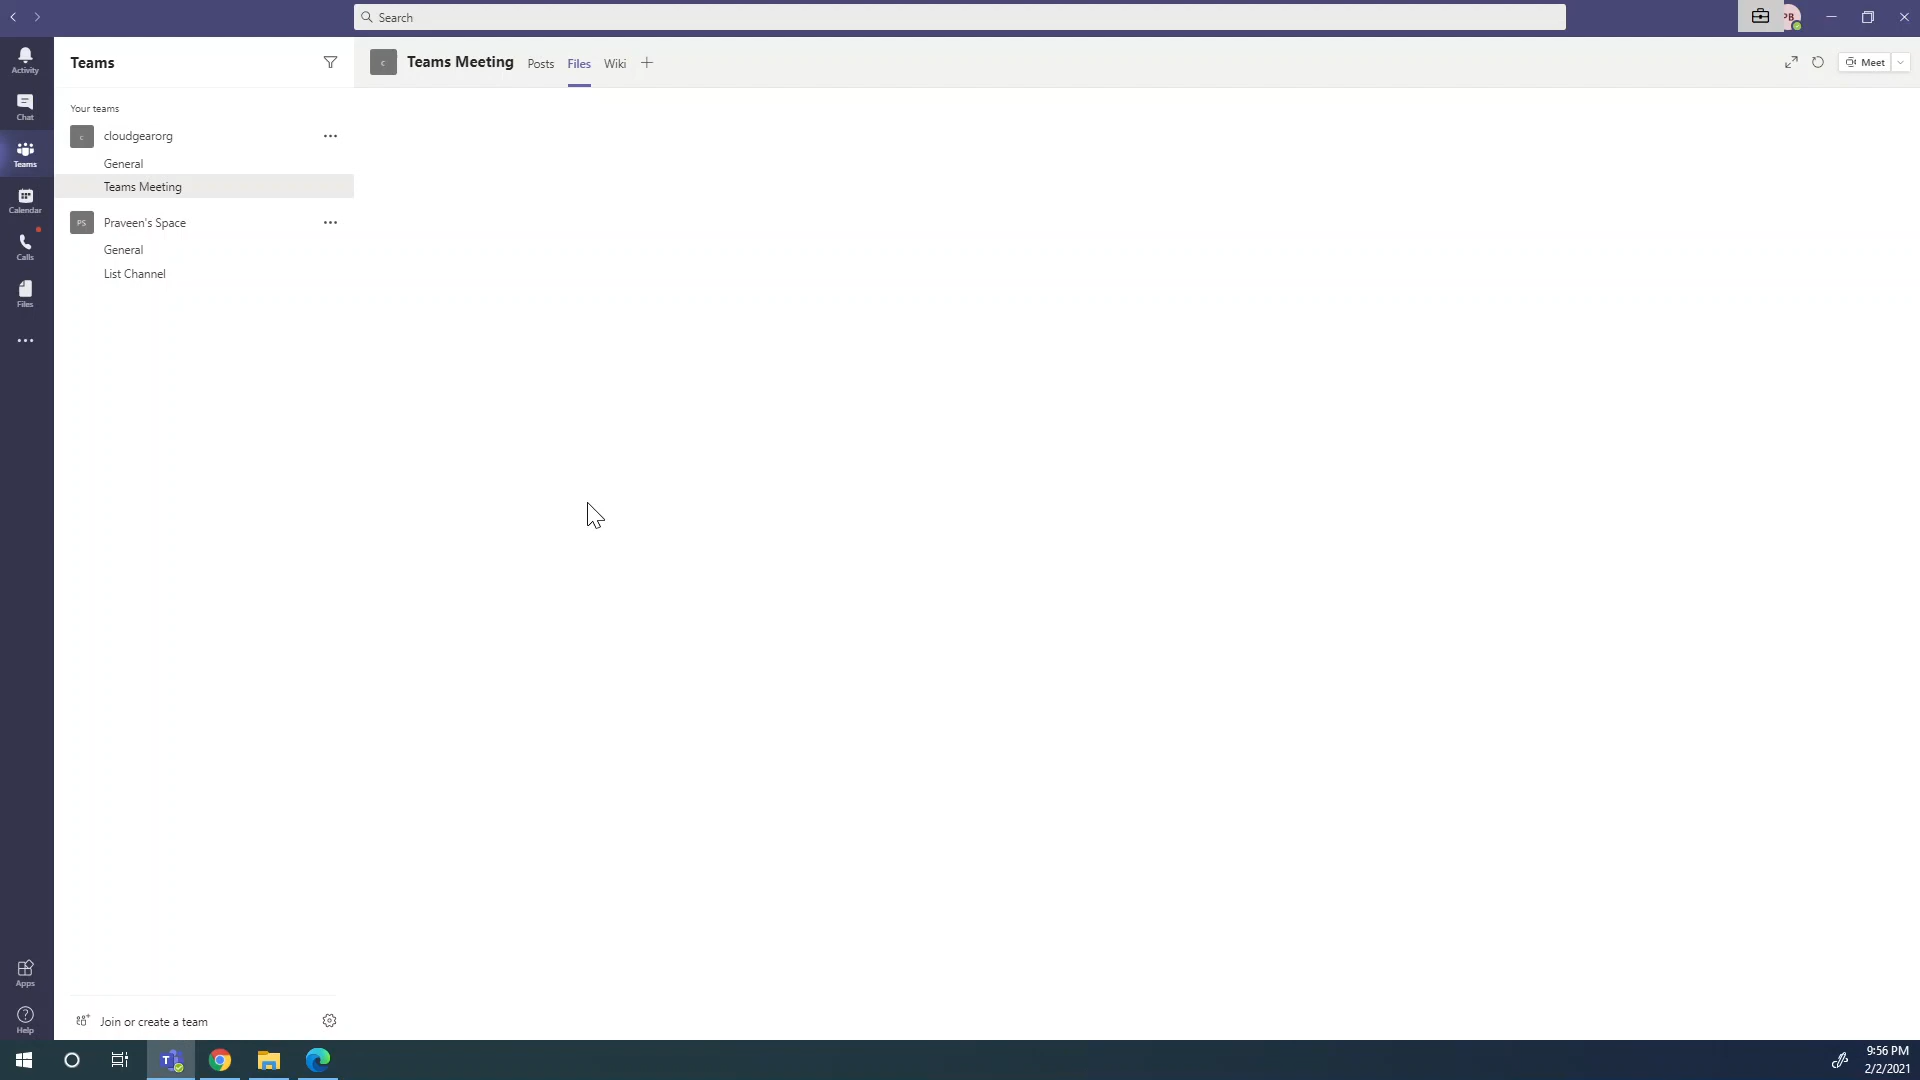 Search
PB
Activity
Chat
Teams
Calendar
Calls
Files
Apps
Help
Teams
Your teams
c
cloudgearorg
General
Teams Meeting
PS
Praveen's Space
General
List Channel
Join or create a team
c
Teams Meeting
Posts
Files
Wiki
Meet
T
9:56 PM
2/2/2021